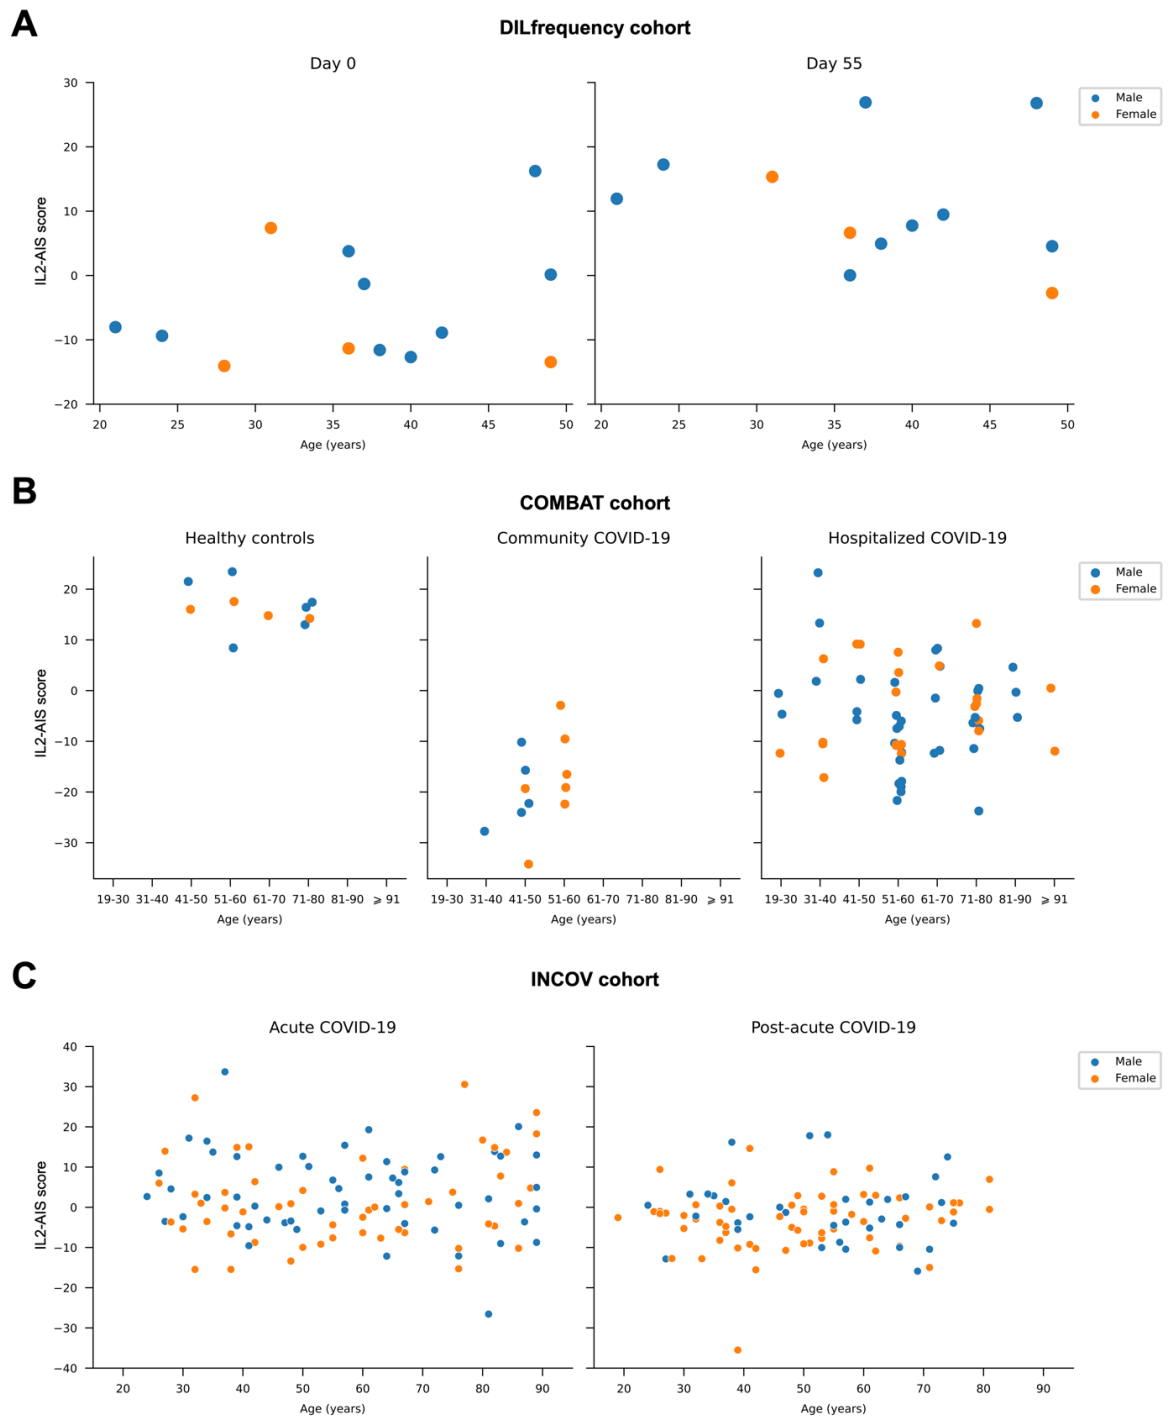 A
DILfrequency cohort
Day 0
Day 55
Male
Female
IL2-AIS score
30
20
10
0
−10
−20
20 25 30 35 40 45 50
20 25 30 35 40 45 50
Age (years)
Age (years)
B
COMBAT cohort
Healthy controls
Community COVID-19
Hospitalized COVID-19
Male
Female
IL2-AIS score
20
10
0
−10
−20
−30
19-30 31-40 41-50 51-60 61-70 71-80 81-90 ⩾ 91
19-30 31-40 41-50 51-60 61-70 71-80 81-90 ⩾ 91
19-30 31-40 41-50 51-60 61-70 71-80 81-90 ⩾ 91
Age (years)
Age (years)
Age (years)
C
INCOV cohort
Acute COVID-19
Post-acute COVID-19
Male
Female
IL2-AIS score
40
30
20
10
0
−10
−20
−30
−40
20 30 40 50 60 70 80 90
20 30 40 50 60 70 80 90
Age (years)
Age (years)